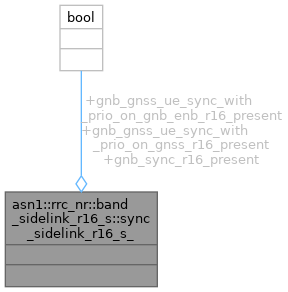 bool
+gnb_gnss_ue_sync_with
_prio_on_gnb_enb_r16_present
+gnb_gnss_ue_sync_with
_prio_on_gnss_r16_present
+gnb_sync_r16_present
asn1::rrc_nr::band
_sidelink_r16_s::sync
_sidelink_r16_s_